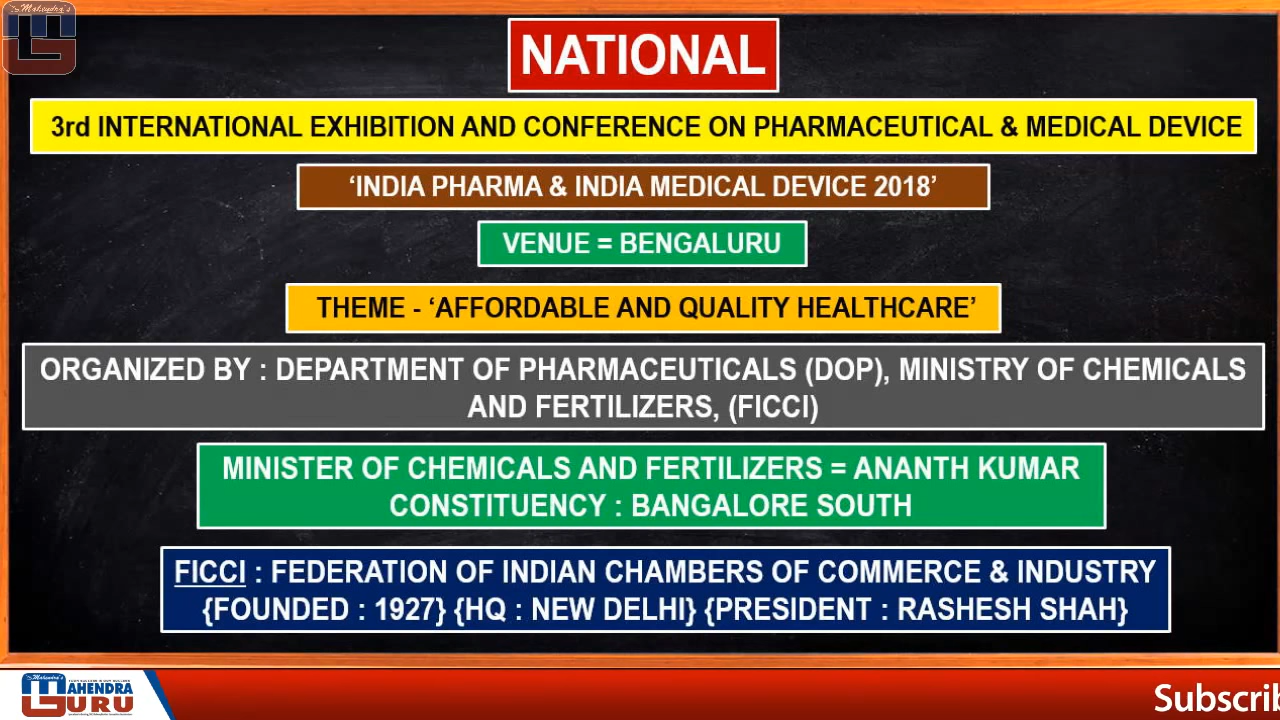 Mahendra's
NATIONAL
3rd INTERNATIONAL EXHIBITION AND CONFERENCE ON PHARMACEUTICAL & MEDICAL DEVICE
‘INDIA PHARMA & INDIA MEDICAL DEVICE 2018’
VENUE = BENGALURU
THEME - ‘AFFORDABLE AND QUALITY HEALTHCARE’
ORGANIZED BY : DEPARTMENT OF PHARMACEUTICALS (DOP), MINISTRY OF CHEMICALS
AND FERTILIZERS, (FICCI)
MINISTER OF CHEMICALS AND FERTILIZERS = ANANTH KUMAR
CONSTITUENCY : BANGALORE SOUTH
FICCI : FEDERATION OF INDIAN CHAMBERS OF COMMERCE & INDUSTRY
{FOUNDED : 1927} {HQ : NEW DELHI} {PRESIDENT : RASHESH SHAH}
Mahendra's
MAHENDRA
GURU
Subscrib